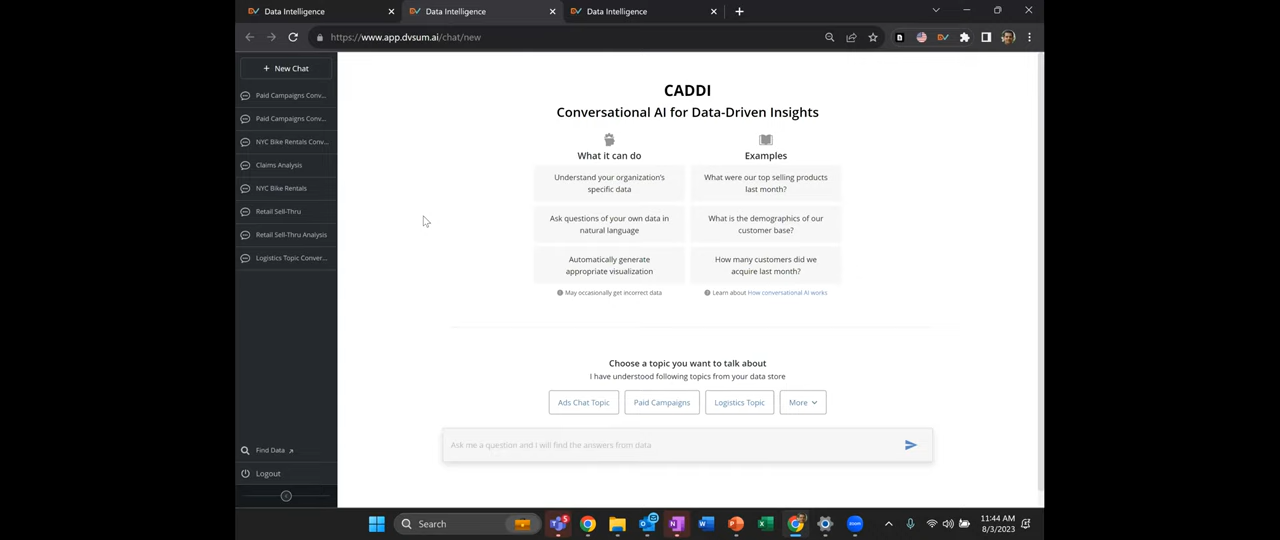 Data Intelligence
Data Intelligence
Data Intelligence
https://www.app.dvsum.ai/chat/new
+ New Chat
Paid Campaigns Conv...
Paid Campaigns Conv...
NYC Bike Rentals Conv...
Claims Analysis
NYC Bike Rentals
Retail Sell-Thru
Retail Sell-Thru Analysis
Logistics Topic Conver...
Find Data
Logout
CADDI
Conversational AI for Data-Driven Insights
What it can do
Understand your organization's
specific data
Ask questions of your own data in
natural language
Automatically generate
appropriate visualization
May occasionally get incorrect data
Examples
What were our top selling products
last month?
What is the demographics of our
customer base?
How many customers did we
acquire last month?
Learn about How conversational AI works
Choose a topic you want to talk about
I have understood following topics from your data store
Ads Chat Topic
Paid Campaigns
Logistics Topic
More
Ask me a question and I will find the answers from data
Search
11:44 AM
8/3/2023